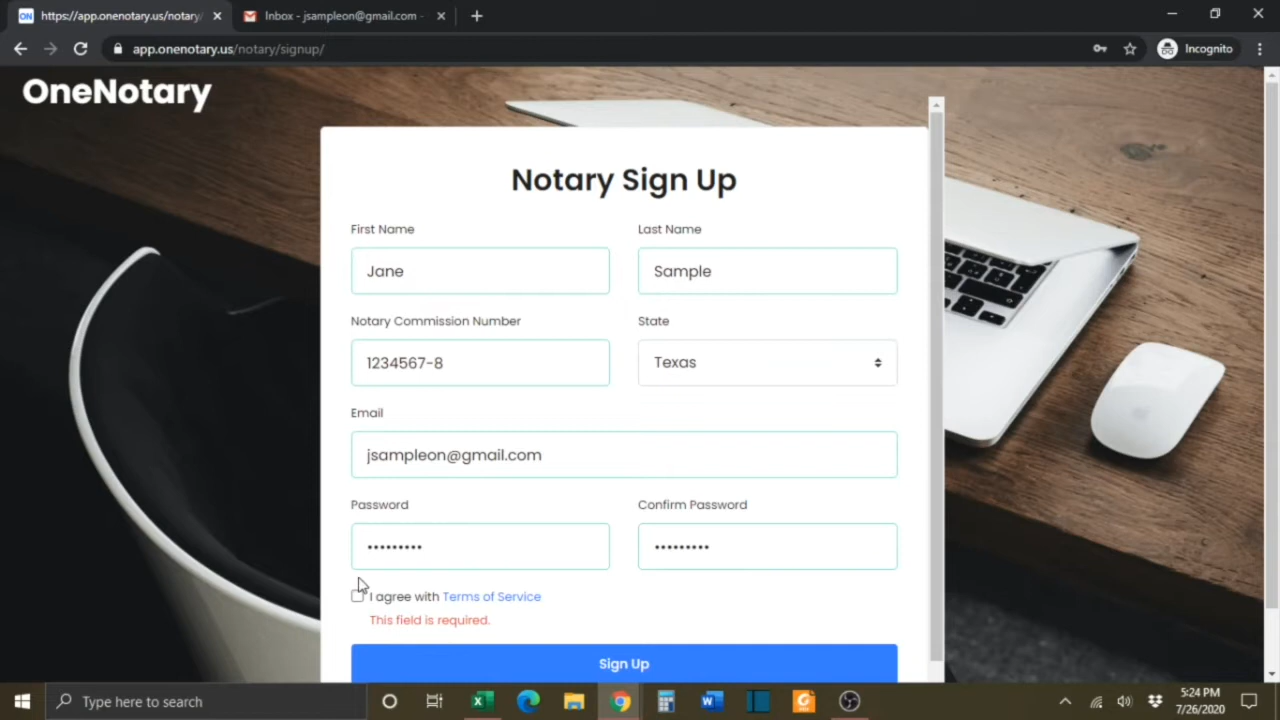 ON https://app.onenotary.us/notary/
Inbox - jsampleon@gmail.com -
app.onenotary.us/notary/signup/
Incognito
OneNotary
Notary Sign Up
First Name Last Name
Jane Sample
Notary Commission Number State
1234567-8 Texas
Email
jsampleon@gmail.com
Password Confirm Password
••••••••• •••••••••
I agree with Terms of Service
This field is required.
Sign Up
Type here to search
5:24 PM
7/26/2020